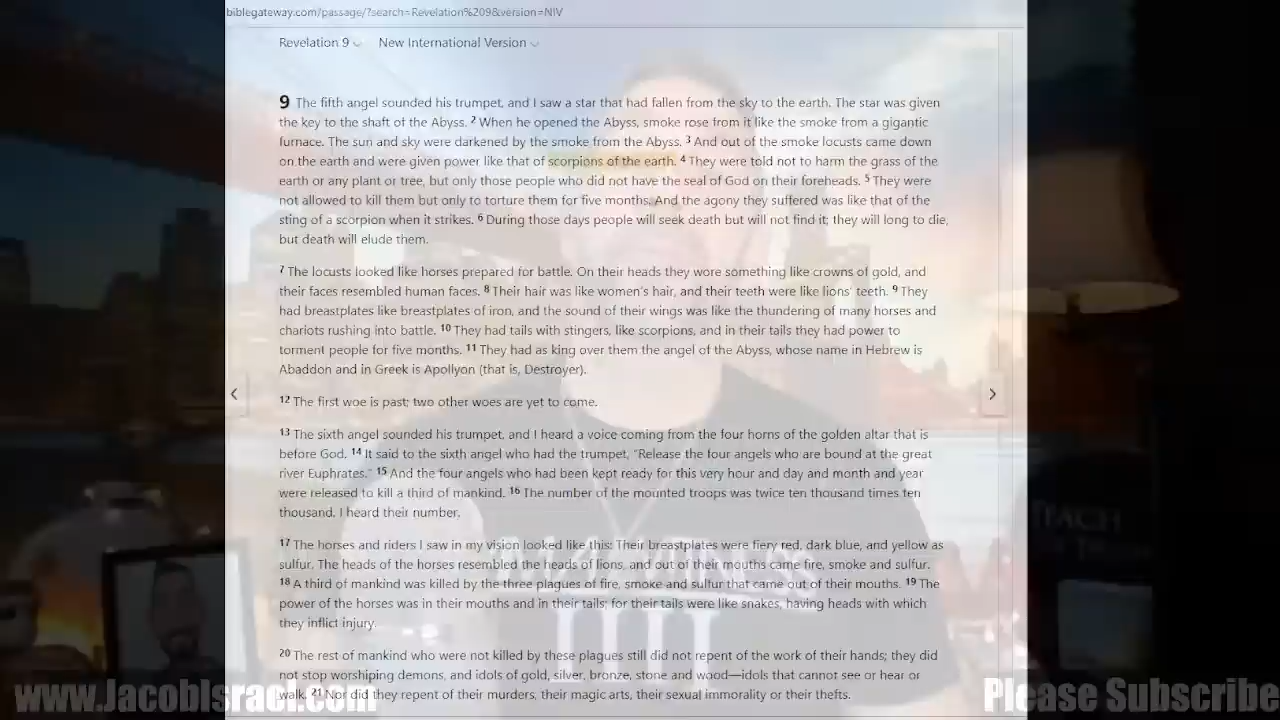 biblegateway.com/passage/?search=Revelation%209&version=NIV
Revelation 9 New International Version
9 The fifth angel sounded his trumpet, and I saw a star that had fallen from the sky to the earth. The star was given
the key to the shaft of the Abyss. 2 When he opened the Abyss, smoke rose from it like the smoke from a gigantic
furnace. The sun and sky were darkened by the smoke from the Abyss. 3 And out of the smoke locusts came down
on the earth and were given power like that of scorpions of the earth. 4 They were told not to harm the grass of the
earth or any plant or tree, but only those people who did not have the seal of God on their foreheads. 5 They were
not allowed to kill them but only to torture them for five months. And the agony they suffered was like that of the
sting of a scorpion when it strikes. 6 During those days people will seek death but will not find it; they will long to die,
but death will elude them.
7 The locusts looked like horses prepared for battle. On their heads they wore something like crowns of gold, and
their faces resembled human faces. 8 Their hair was like women's hair, and their teeth were like lions' teeth. 9 They
had breastplates like breastplates of iron, and the sound of their wings was like the thundering of many horses and
chariots rushing into battle. 10 They had tails with stingers, like scorpions, and in their tails they had power to
torment people for five months. 11 They had as king over them the angel of the Abyss, whose name in Hebrew is
Abaddon and in Greek is Apollyon (that is, Destroyer).
12 The first woe is past; two other woes are yet to come.
13 The sixth angel sounded his trumpet, and I heard a voice coming from the four horns of the golden altar that is
before God. 14 It said to the sixth angel who had the trumpet, "Release the four angels who are bound at the great
river Euphrates." 15 And the four angels who had been kept ready for this very hour and day and month and year
were released to kill a third of mankind. 16 The number of the mounted troops was twice ten thousand times ten
thousand. I heard their number.
17 The horses and riders I saw in my vision looked like this: Their breastplates were fiery red, dark blue, and yellow as
sulfur. The heads of the horses resembled the heads of lions, and out of their mouths came fire, smoke and sulfur.
18 A third of mankind was killed by the three plagues of fire, smoke and sulfur that came out of their mouths. 19 The
power of the horses was in their mouths and in their tails; for their tails were like snakes, having heads with which
they inflict injury.
20 The rest of mankind who were not killed by these plagues still did not repent of the work of their hands; they did
not stop worshiping demons, and idols of gold, silver, bronze, stone and wood—idols that cannot see or hear or
walk. 21 Nor did they repent of their murders, their magic arts, their sexual immorality or their thefts.
www.JacobIsrael.com
Please Subscribe